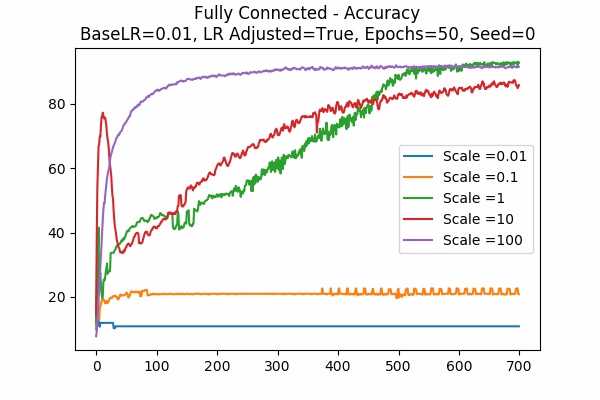 Fully Connected - Accuracy
BaseLR=0.01, LR Adjusted=True, Epochs=50, Seed=0
80
60
40
20
Scale =0.01
Scale =0.1
Scale =1
Scale =10
Scale =100
0 100 200 300 400 500 600 700